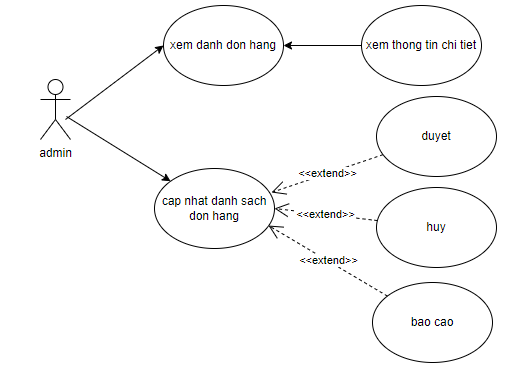 xem danh don hang
xem thong tin chi tiet
admin
duyet
<<extend>>
cap nhat danh sach
don hang
<<extend>>
huy
<<extend>>
bao cao